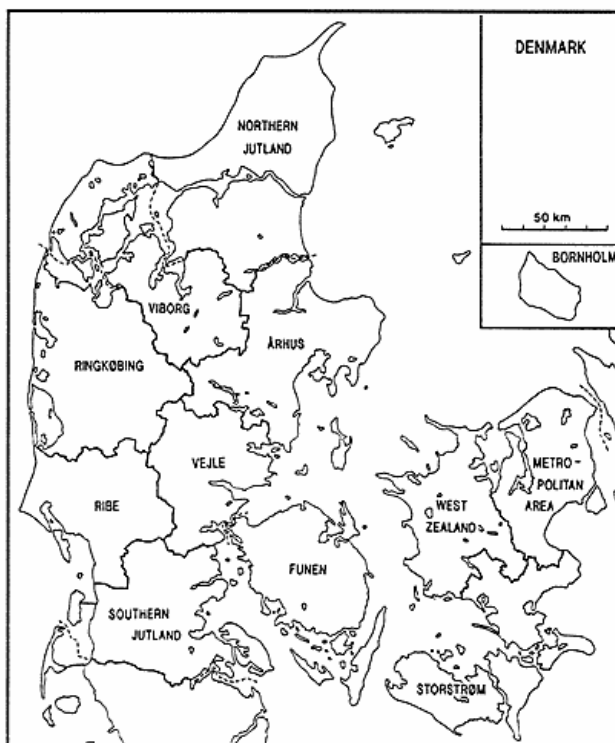 DENMARK
NORTHERN
JUTLAND
50 km
BORNHOLM
VIBORG
ÅRHUS
RINGKØBING
VEJLE
METRO -
POLITAN
AREA
RIBE
WEST
ZEALAND
FUNEN
SOUTHERN
JUTLAND
STORSTRØM